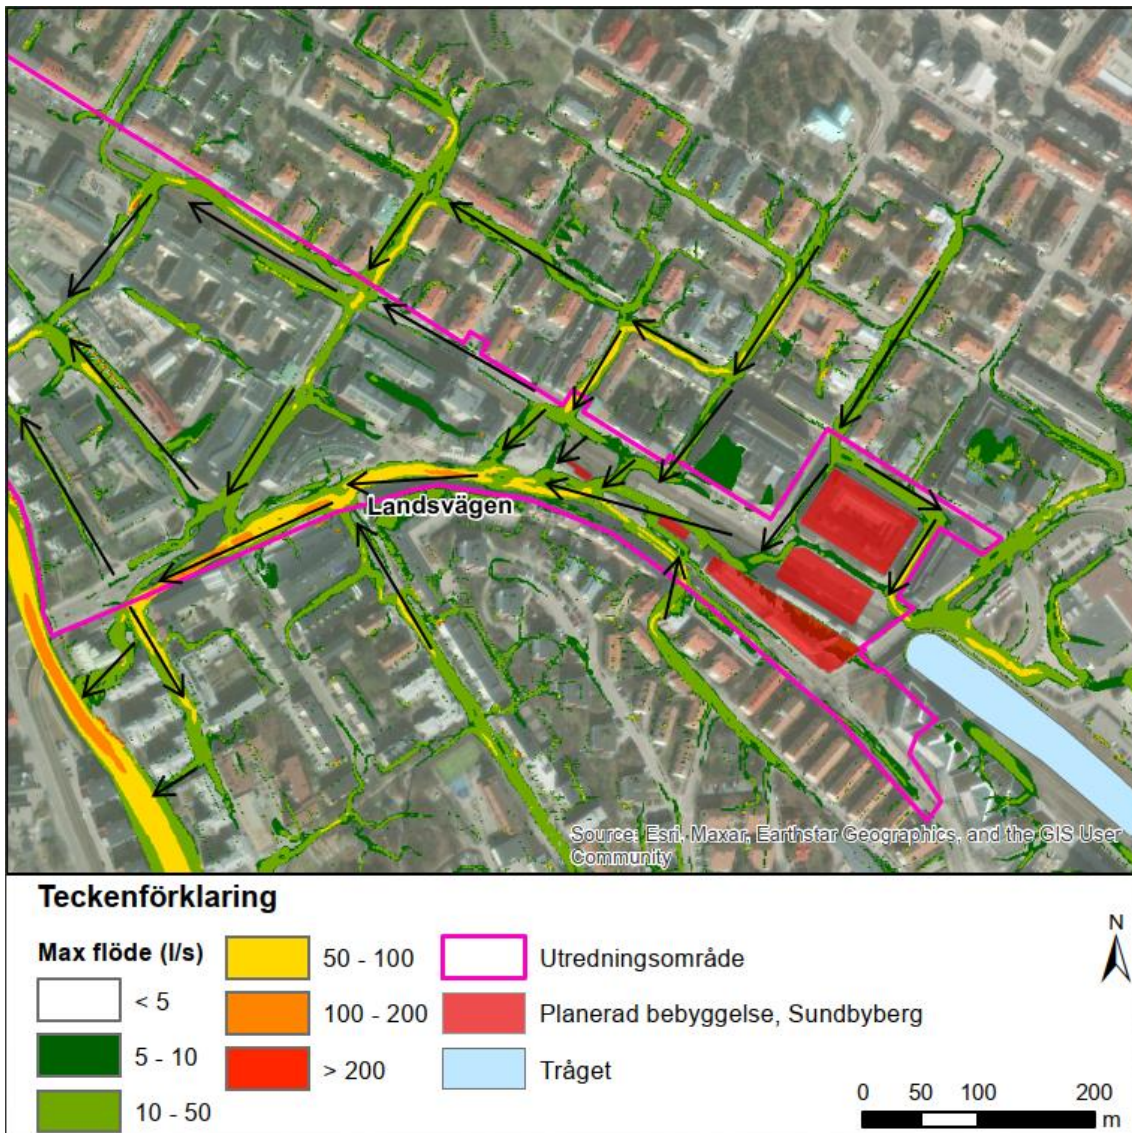 Landsvägen
Source: Esri, Maxar, Earthstar Geographics, and the GIS User
Community
Teckenförklaring
Max flöde (l/s)
< 5
5 - 10
10 - 50
50 - 100
100 - 200
> 200
Utredningsområde
Planerad bebyggelse, Sundbyberg
Tråget
N
0 50 100 200
m